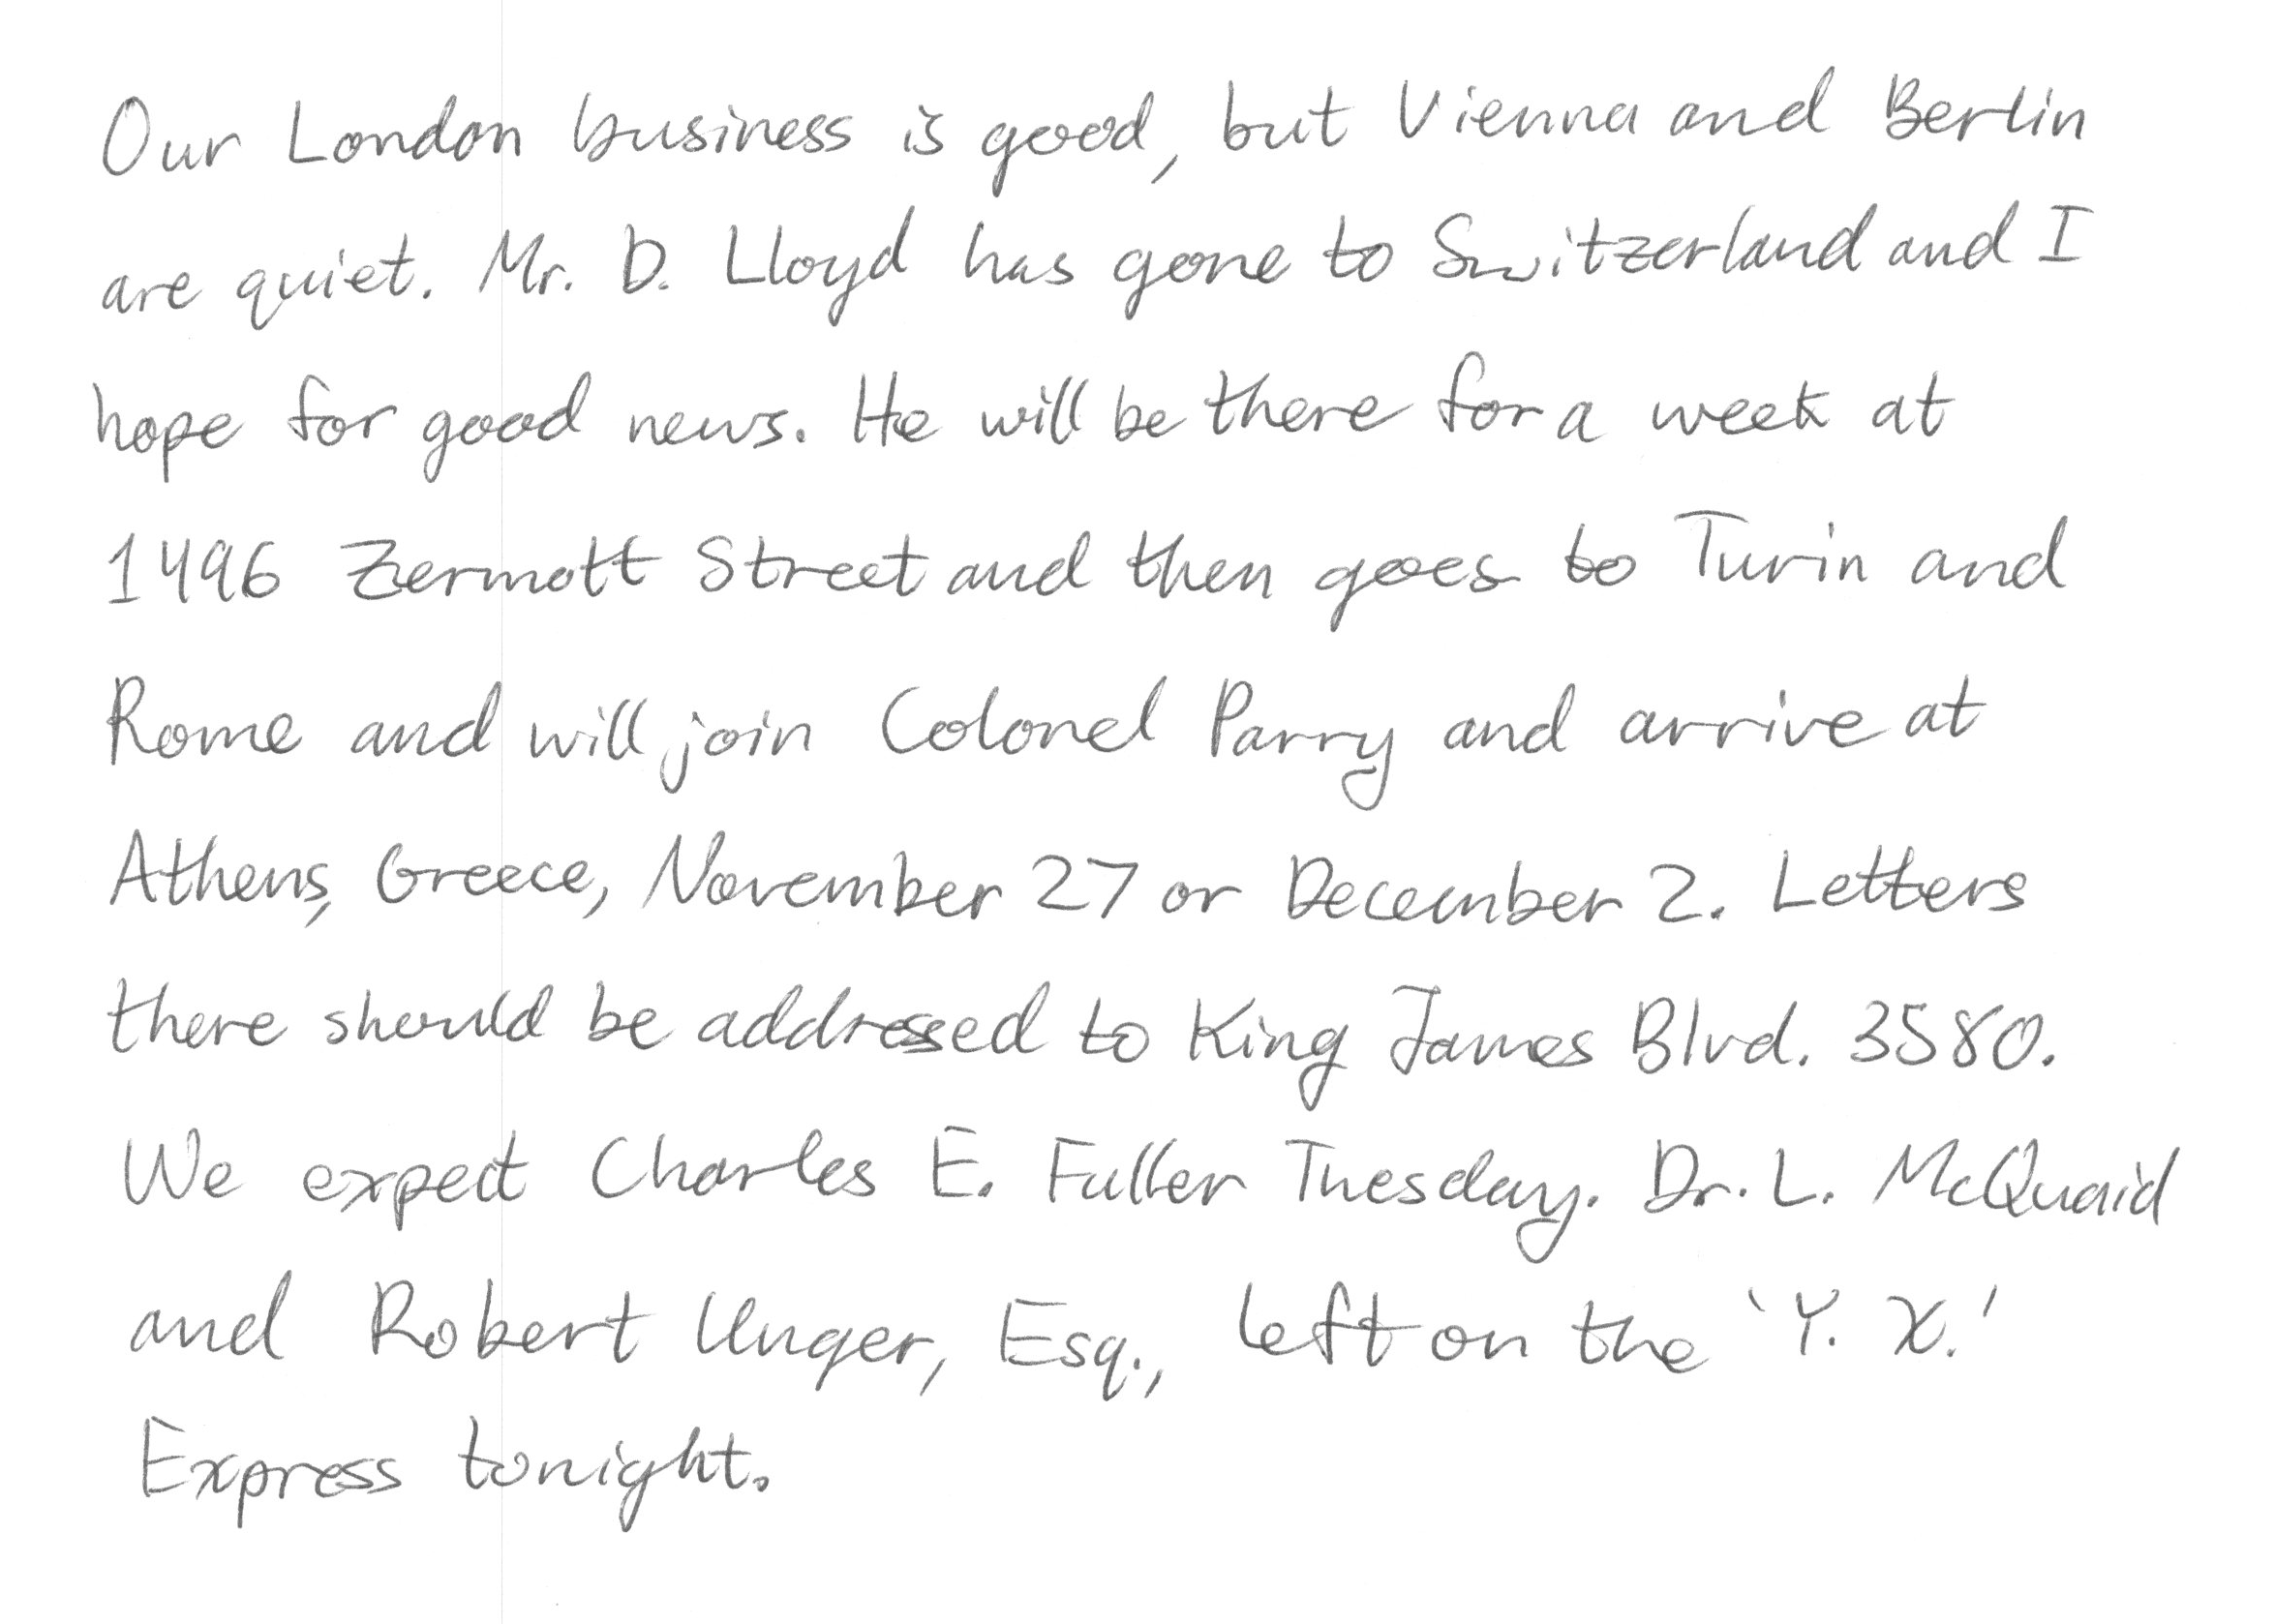 Our London business is good, but Vienna and Berlin
are quiet. Mr. D. Lloyd has gone to Switzerland and I
hope for good news. He will be there for a week at
1496 Zermott Street and then goes to Turin and
Rome and will join Colonel Parry and arrive at
Athens, Greece, November 27 or December 2. Letters
there should be addressed to King James Blvd. 3580.
We expect Charles E. Fuller Tuesday. Dr. L. McQuaid
and Robert Unger, Esq., left on the 'Y. X.'
Express tonight.